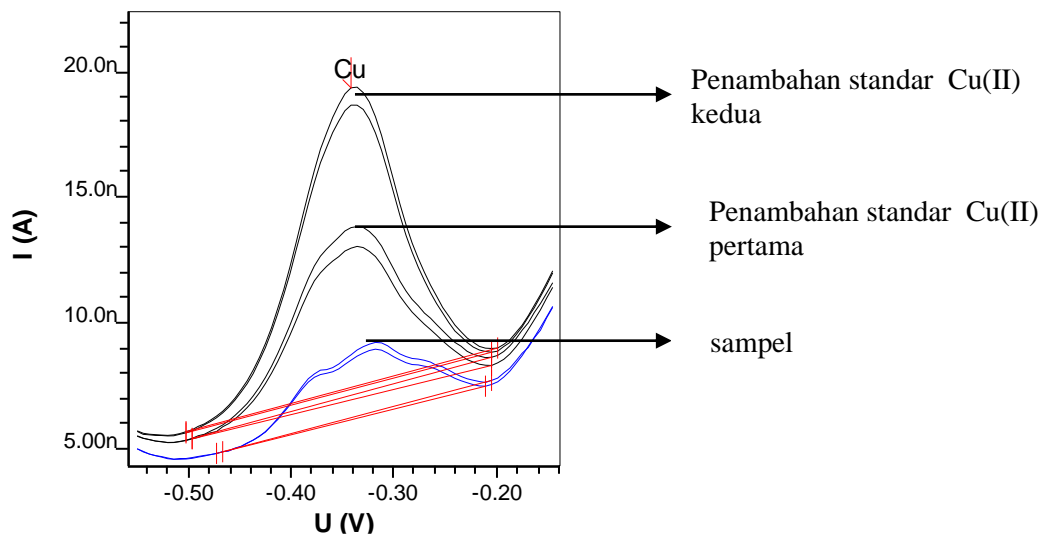 20.0n
15.0n
10.0n
5.00n
I (A)
Cu
-0.50
-0.40
-0.30
-0.20
U (V)
Penambahan standar Cu(II)
kedua
Penambahan standar Cu(II)
pertama
sampel